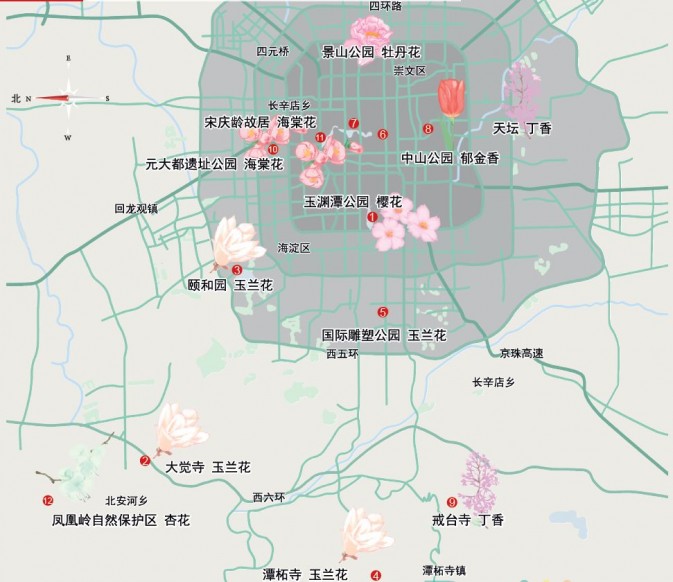 四环路
景山公园 牡丹花
四元桥
崇文区
E
北 N S
W
长辛店乡
宋庆龄故居 海棠花
天坛 丁香
7
6
8
11
10
中山公园 郁金香
元大都遗址公园 海棠花
玉渊潭公园 樱花
回龙观镇
1
海淀区
3
颐和园 玉兰花
5
国际雕塑公园 玉兰花
西五环
京珠高速
长辛店乡
2
大觉寺 玉兰花
12
北安河乡
西六环
9
凤凰岭自然保护区 杏花
戒台寺 丁香
潭柘寺 玉兰花
4
潭柘寺镇